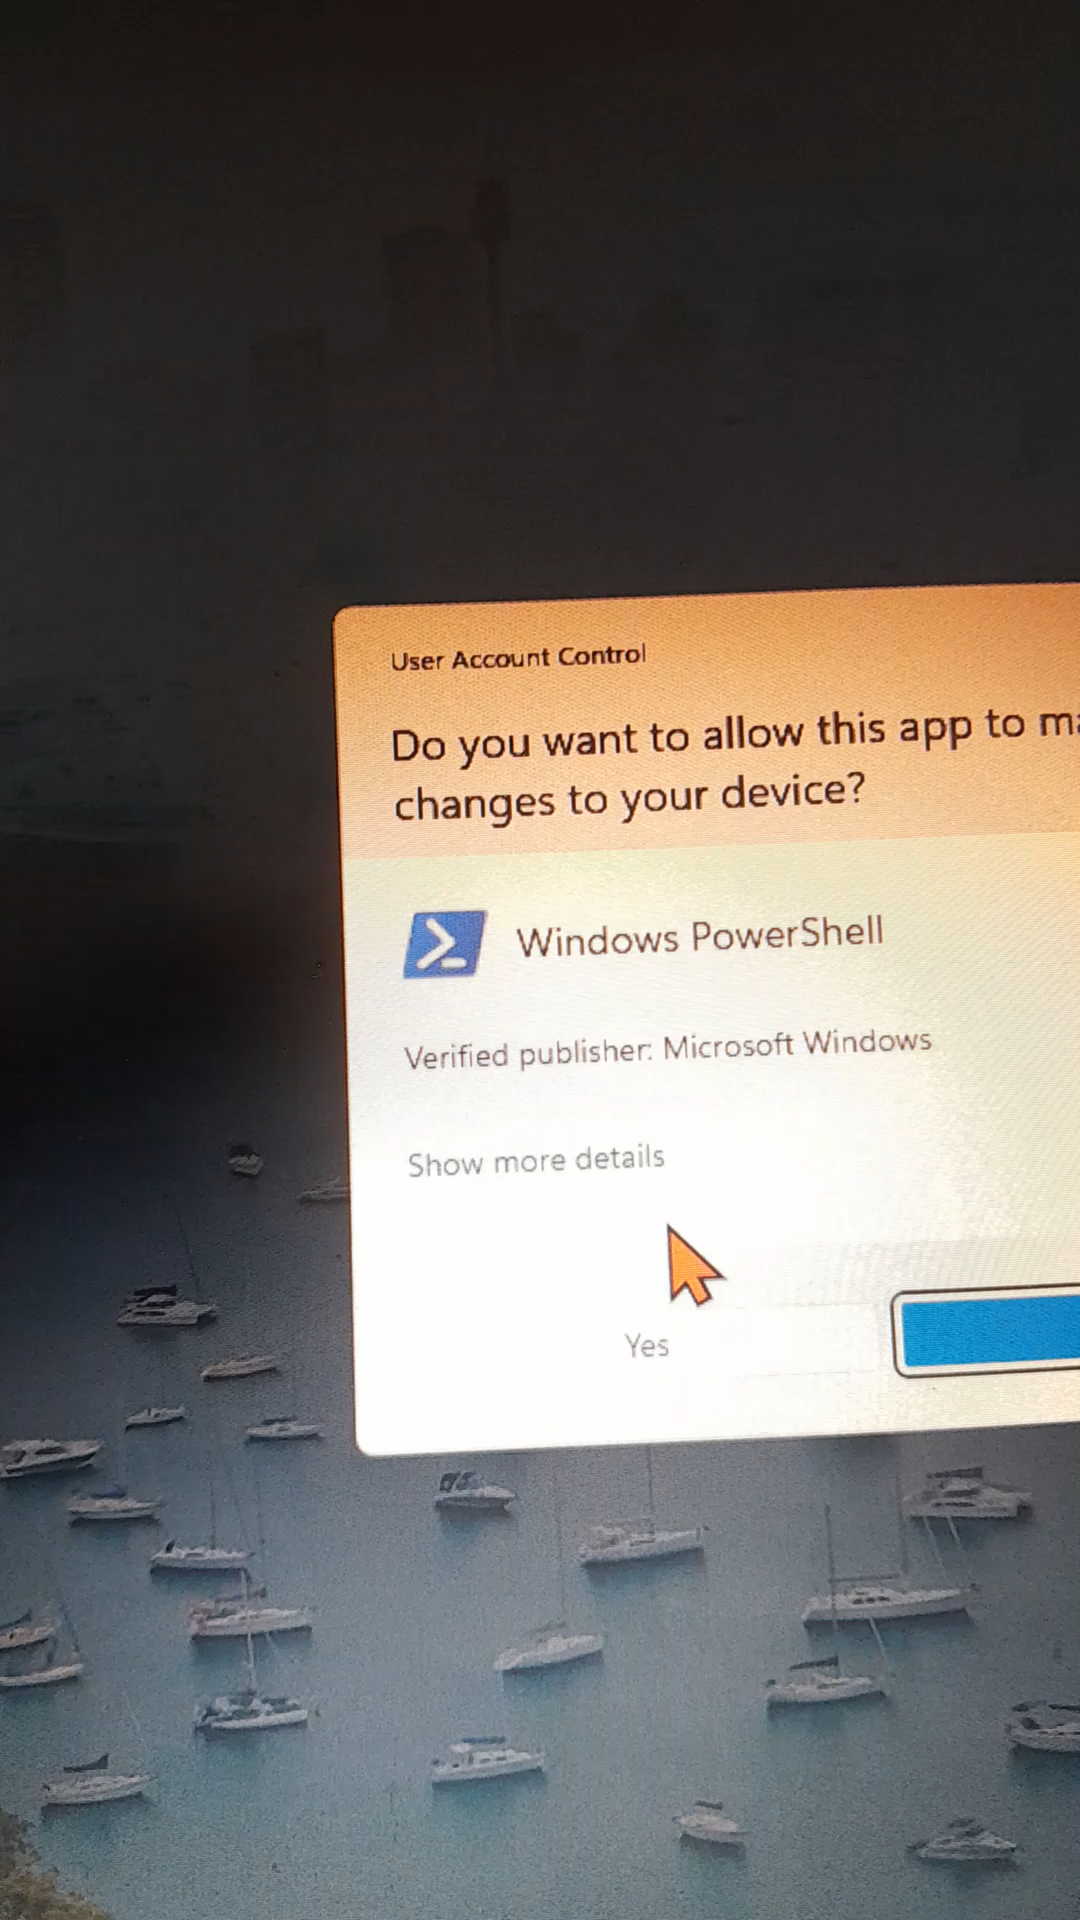 User Account Control
Do you want to allow this app to
changes to your device?
Windows PowerShell
Verified publisher: Microsoft Windows
Show more details
Yes